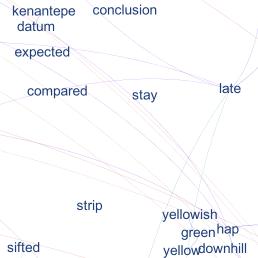 kenantepe conclusion
datum
expected
compared stay late
strip
yellowish
green hap
sifted yellow downhill